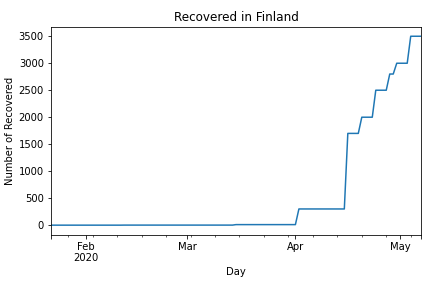 Recovered in Finland
Number of Recovered
3500
3000
2500
2000
1500
1000
500
0
Feb
2020
Mar
Apr
May
Day